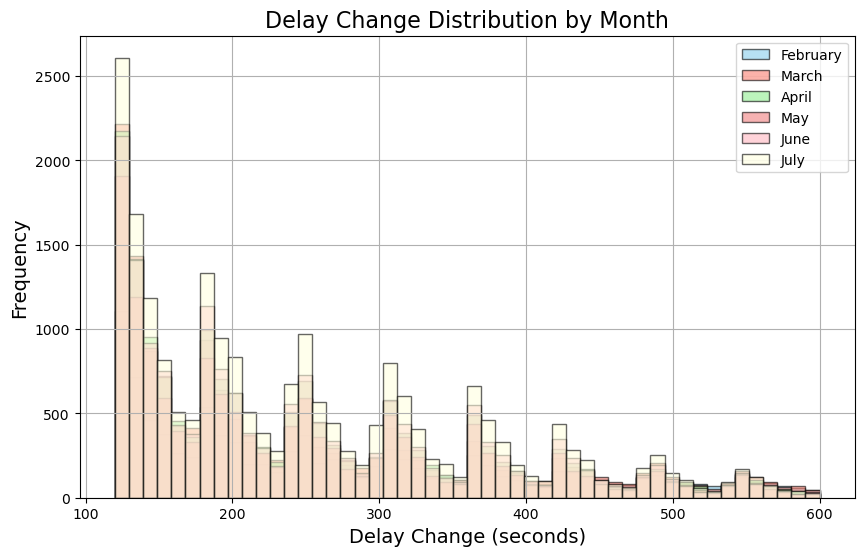 Delay Change Distribution by Month
February
March
April
May
June
July
2500
2000
1500
1000
500
0
Frequency
100
200
300
400
500
600
Delay Change (seconds)